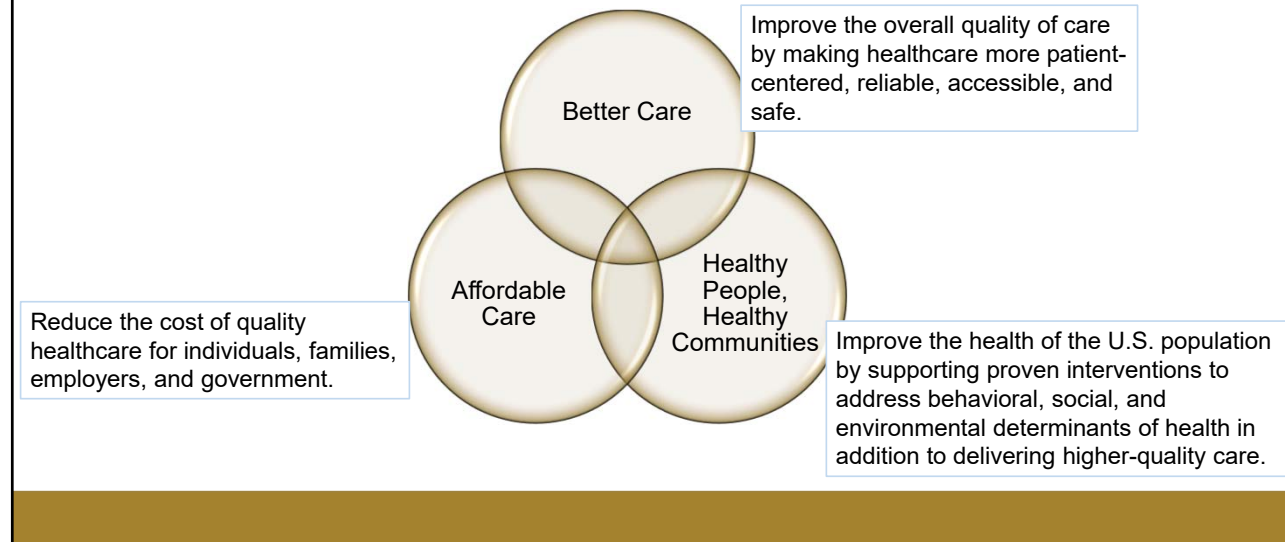 Improve the overall quality of care
by making healthcare more patient-
centered, reliable, accessible, and
safe.
Better Care
Affordable
Care
Healthy
People,
Healthy
Communities
Reduce the cost of quality
healthcare for individuals, families,
employers, and government.
Improve the health of the U.S. population
by supporting proven interventions to
address behavioral, social, and
environmental determinants of health in
addition to delivering higher-quality care.